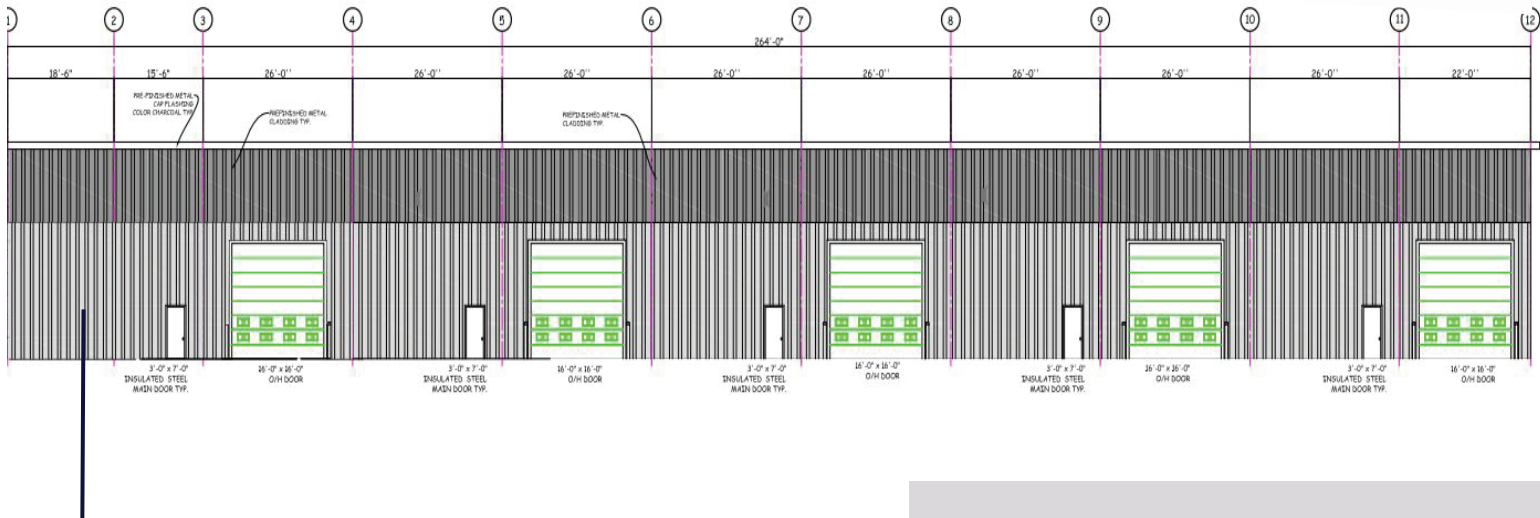 1 2 3 4 5 6 7 8 9 10 11 12
264'-0"
18'-6" 15'-6" 26'-0'' 26'-0'' 26'-0'' 26'-0'' 26'-0'' 26'-0'' 26'-0'' 26'-0'' 22'-0''
PRE-FINISHED METAL
CAP FLASHING
COLOR CHARCOAL TYP.
PREFINISHED METAL
CLADDING TYP.
PREFINISHED METAL
CLADDING TYP.
3'-0" x 7'-0"
INSULATED STEEL
MAIN DOOR TYP.
16'-0" x 16'-0"
O/H DOOR
3'-0" x 7'-0"
INSULATED STEEL
MAIN DOOR TYP.
16'-0" x 16'-0"
O/H DOOR
3'-0" x 7'-0"
INSULATED STEEL
MAIN DOOR TYP.
16'-0" x 16'-0"
O/H DOOR
3'-0" x 7'-0"
INSULATED STEEL
MAIN DOOR TYP.
16'-0" x 16'-0"
O/H DOOR
3'-0" x 7'-0"
INSULATED STEEL
MAIN DOOR TYP.
16'-0" x 16'-0"
O/H DOOR